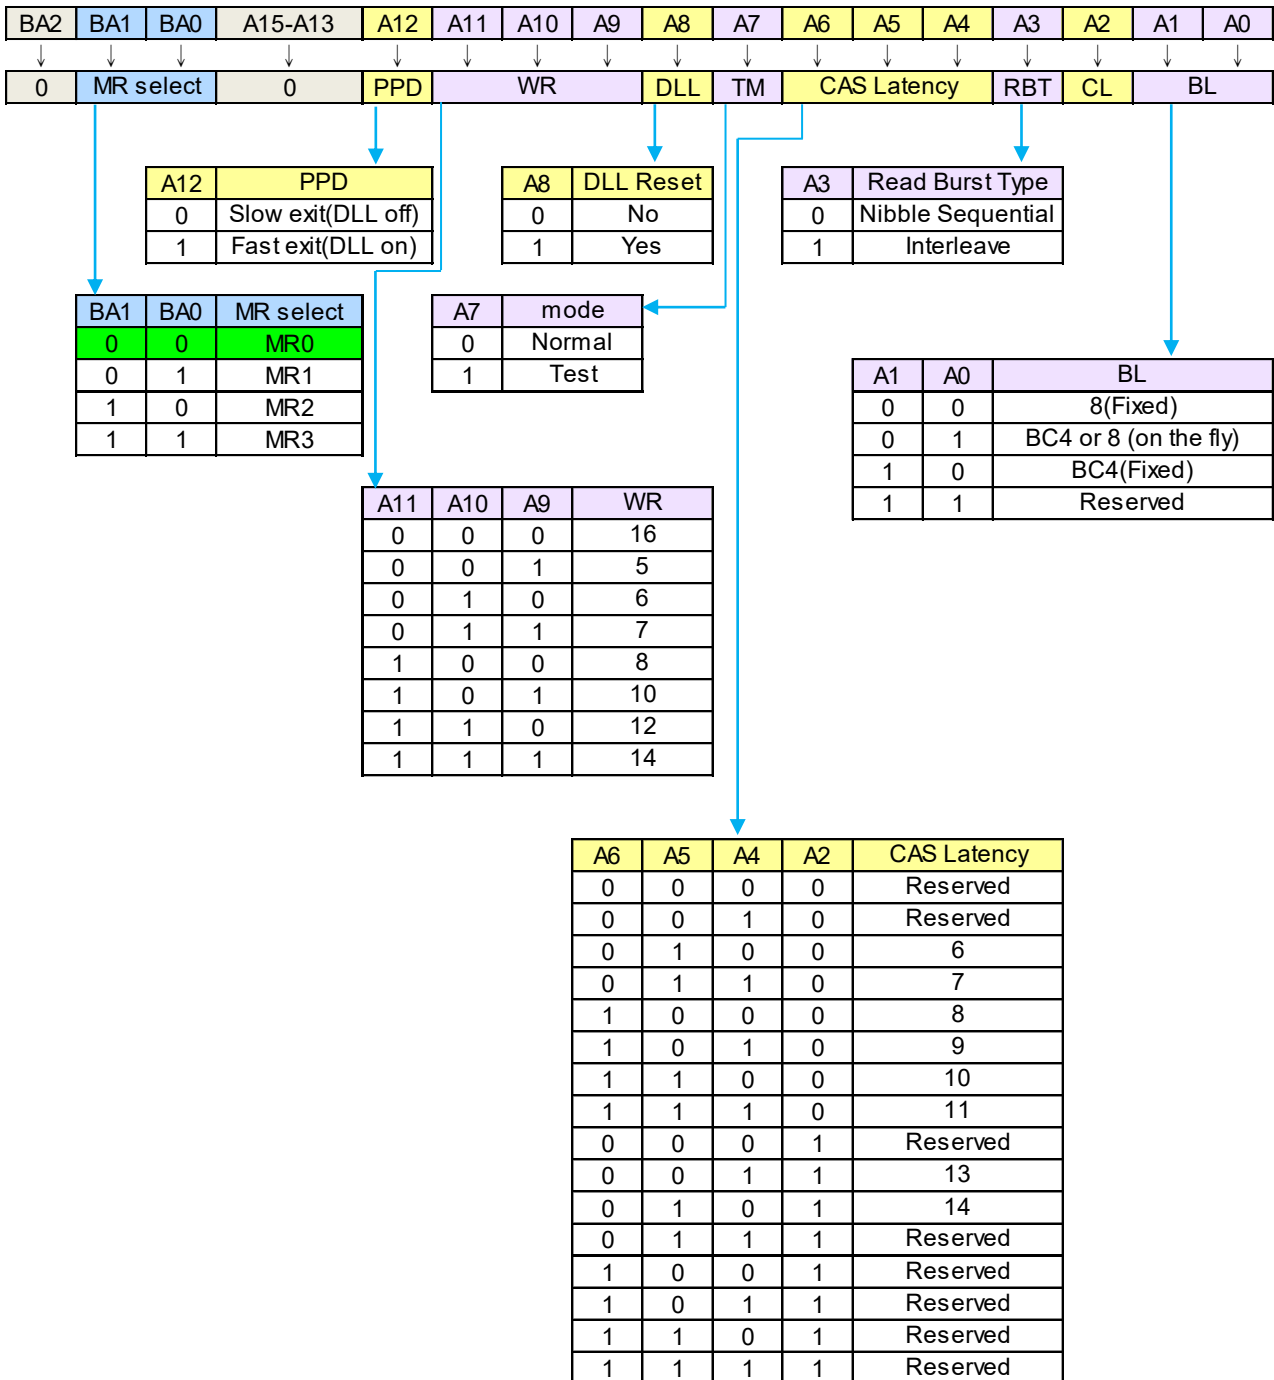 BA2 BA1 BA0 A15-A13 A12 A11 A10 A9 A8 A7 A6 A5 A4 A3 A2 A1 A0
0 MR select 0 PPD WR DLL TM CAS Latency RBT CL BL
A12 PPD
0 Slow exit(DLL off)
1 Fast exit(DLL on)
A8 DLL Reset
0 No
1 Yes
A3 Read Burst Type
0 Nibble Sequential
1 Interleave
BA1 BA0 MR select
0 0 MR0
0 1 MR1
1 0 MR2
1 1 MR3
A7 mode
0 Normal
1 Test
A1 A0 BL
0 0 8(Fixed)
0 1 BC4 or 8 (on the fly)
1 0 BC4(Fixed)
1 1 Reserved
A11 A10 A9 WR
0 0 0 16
0 0 1 5
0 1 0 6
0 1 1 7
1 0 0 8
1 0 1 10
1 1 0 12
1 1 1 14
A6 A5 A4 A2 CAS Latency
0 0 0 0 Reserved
0 0 1 0 Reserved
0 1 0 0 6
0 1 1 0 7
1 0 0 0 8
1 0 1 0 9
1 1 0 0 10
1 1 1 0 11
0 0 0 1 Reserved
0 0 1 1 13
0 1 0 1 14
0 1 1 1 Reserved
1 0 0 1 Reserved
1 0 1 1 Reserved
1 1 0 1 Reserved
1 1 1 1 Reserved